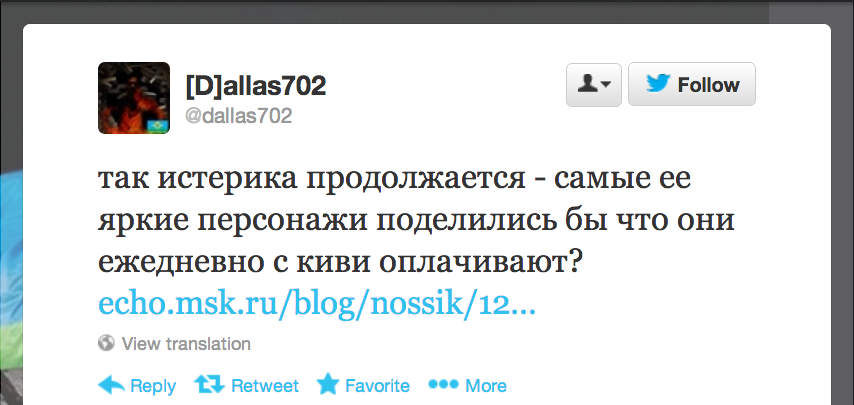 [D]allas702
@dallas702
Follow
так истерика продолжается - самые ее
яркие персонажи поделились бы что они
ежедневно с киви оплачивают?
echo.msk.ru/blog/nossik/12...
View translation
Reply Retweet Favorite More